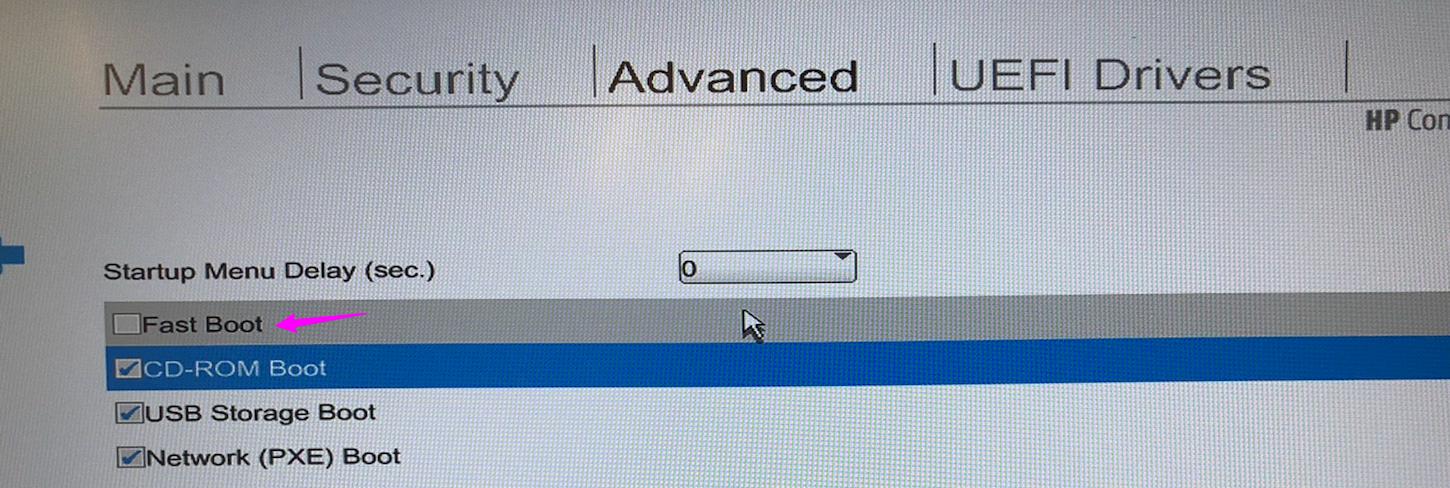 Main Security Advanced UEFI Drivers
HP Con
Startup Menu Delay (sec.) 0
Fast Boot
CD-ROM Boot
USB Storage Boot
Network (PXE) Boot